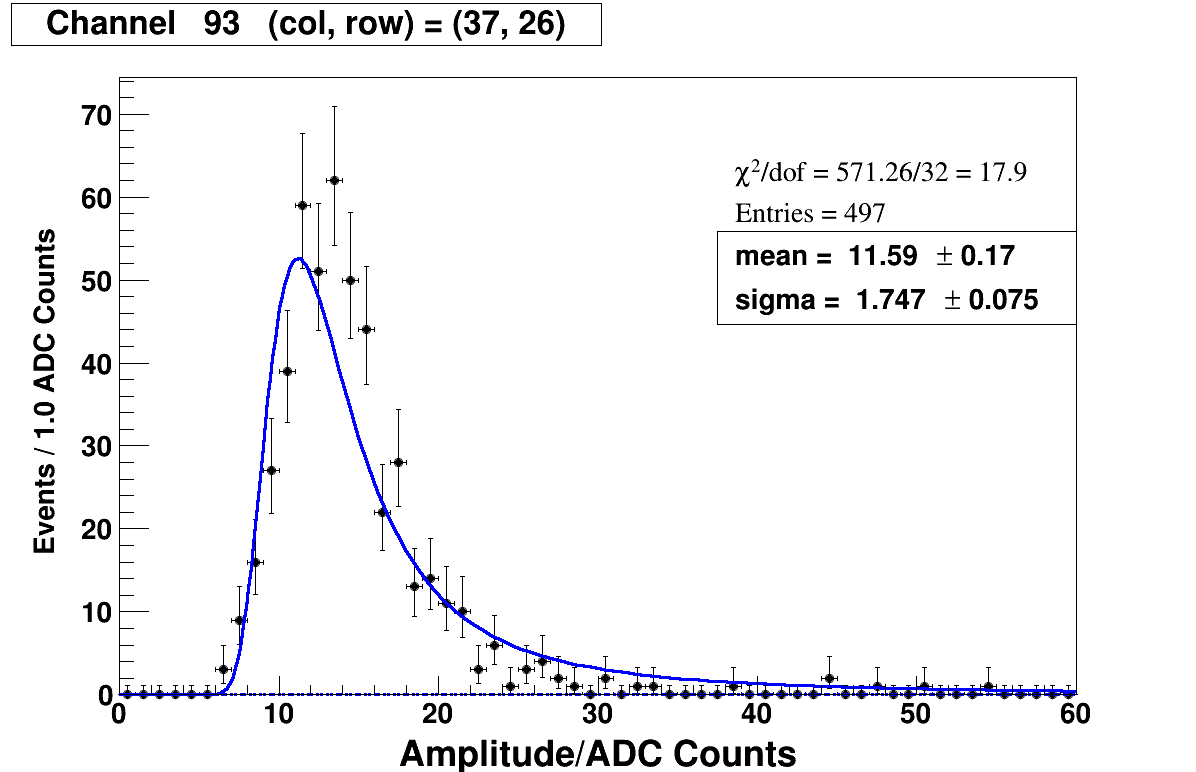 Channel 93 (col, row) = (37, 26)
70
60
50
40
30
20
10
0
Events / 1.0 ADC Counts
χ²/dof = 571.26/32 = 17.9
Entries = 497
mean = 11.59 ± 0.17
sigma = 1.747 ± 0.075
0 10 20 30 40 50 60
Amplitude/ADC Counts